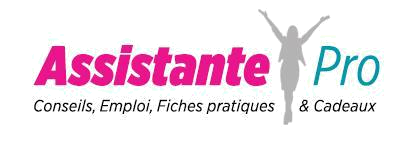 Assistante Pro
Conseils, Emploi, Fiches pratiques & Cadeaux